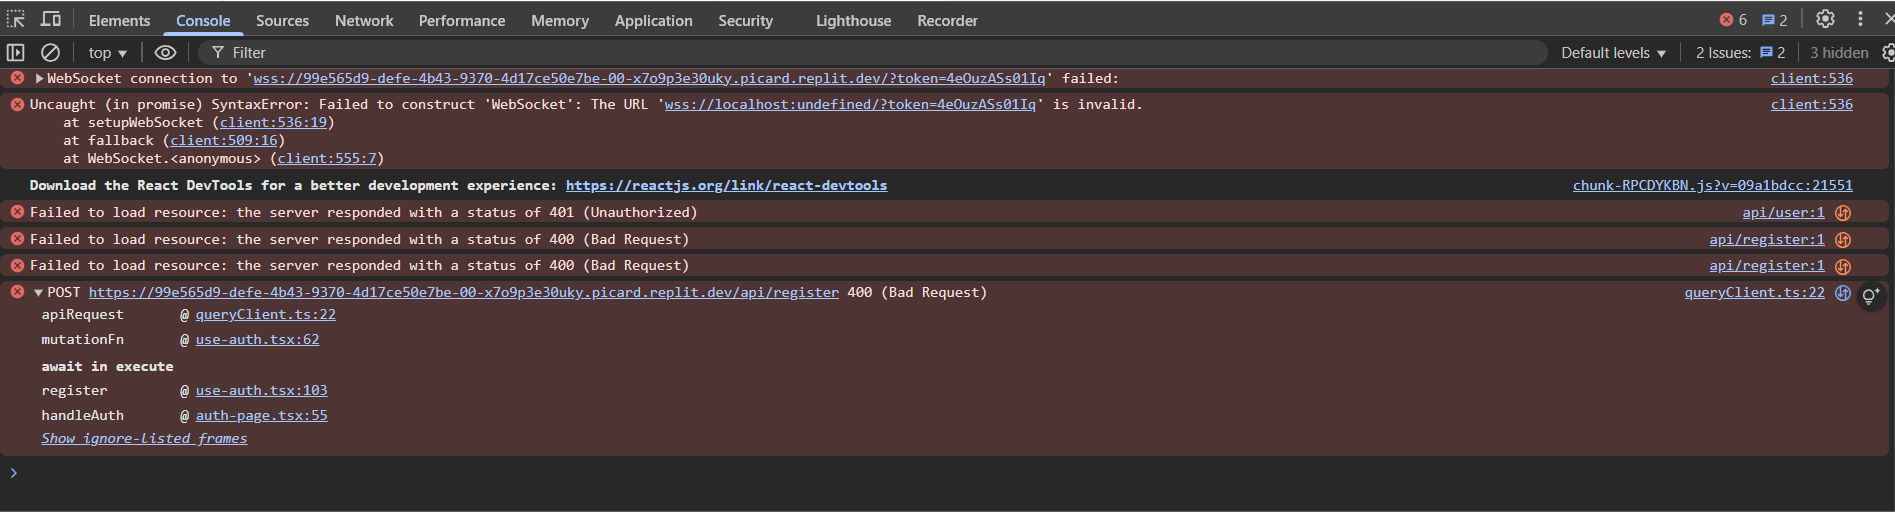 Elements Console Sources Network Performance Memory Application Security Lighthouse Recorder 6 2
top Filter Default levels 2 Issues: 2 3 hidden
WebSocket connection to 'wss://99e565d9-defe-4b43-9370-4d17ce50e7be-00-x7o9p3e30uky.picard.replit.dev/?token=4eOuzASs01Iq' failed: client:536
Uncaught (in promise) SyntaxError: Failed to construct 'WebSocket': The URL 'wss://localhost:undefined/?token=4eOuzASs01Iq' is invalid. client:536
at setupWebSocket (client:536:19)
at fallback (client:509:16)
at WebSocket.<anonymous> (client:555:7)
Download the React DevTools for a better development experience: https://reactjs.org/link/react-devtools chunk-RPCDYKBN.js?v=09a1bdcc:21551
Failed to load resource: the server responded with a status of 401 (Unauthorized) api/user:1
Failed to load resource: the server responded with a status of 400 (Bad Request) api/register:1
Failed to load resource: the server responded with a status of 400 (Bad Request) api/register:1
POST https://99e565d9-defe-4b43-9370-4d17ce50e7be-00-x7o9p3e30uky.picard.replit.dev/api/register 400 (Bad Request) queryClient.ts:22
apiRequest @ queryClient.ts:22
mutationFn @ use-auth.tsx:62
await in execute
register @ use-auth.tsx:103
handleAuth @ auth-page.tsx:55
Show ignore-listed frames